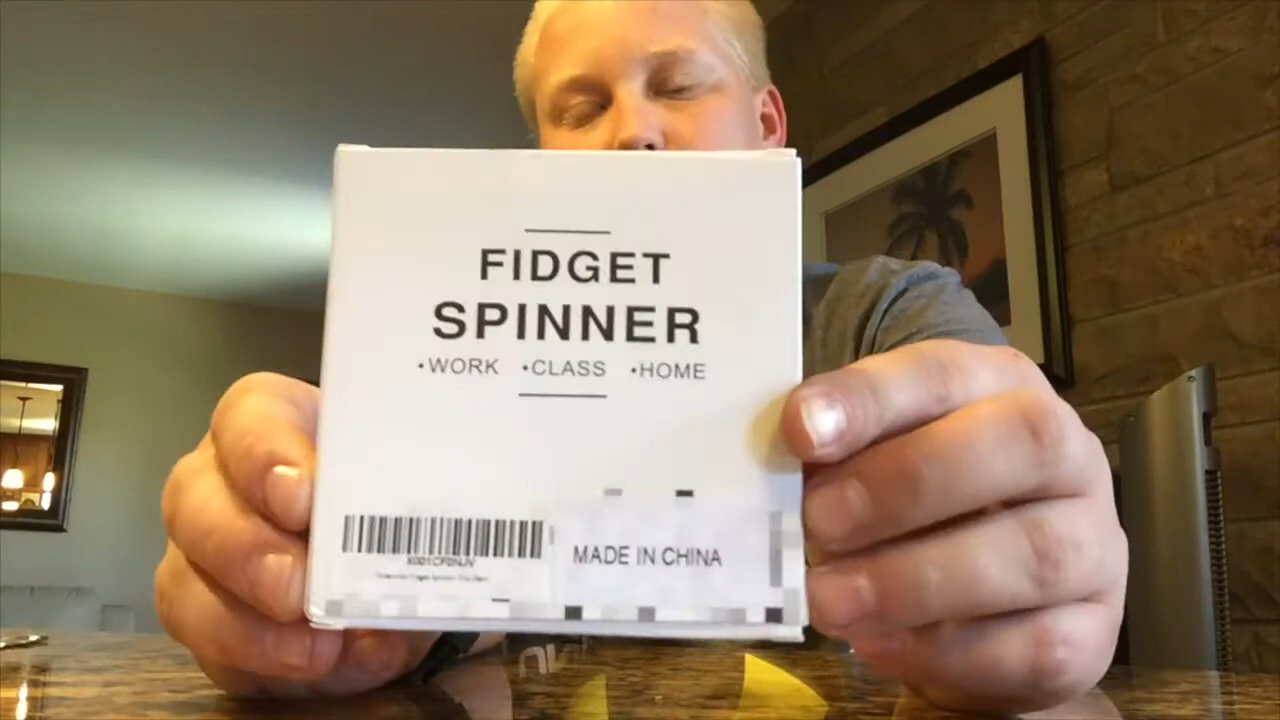 FIDGET
SPINNER
•WORK •CLASS •HOME
MADE IN CHINA